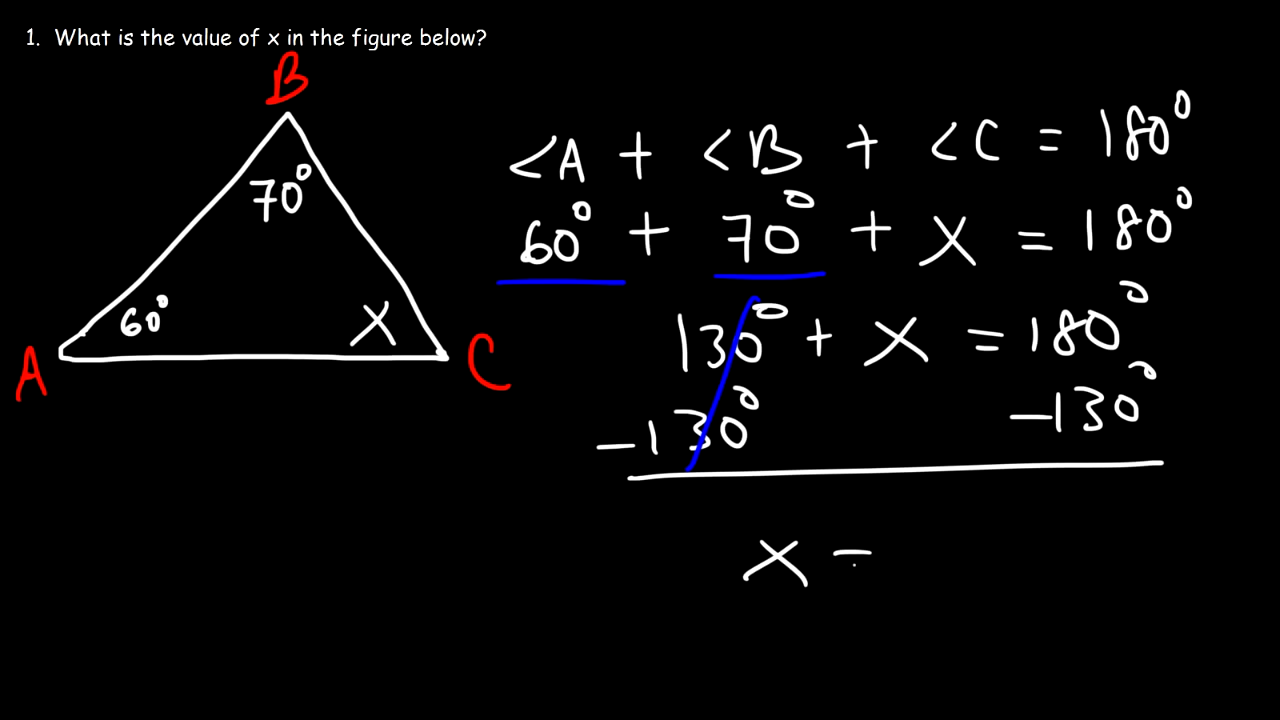 1. What is the value of x in the figure below?
B
70°
60°
X
A
C
<A + <B + <C = 180°
60° + 70° + X = 180°
130° + X = 180°
-130° -130°
X =